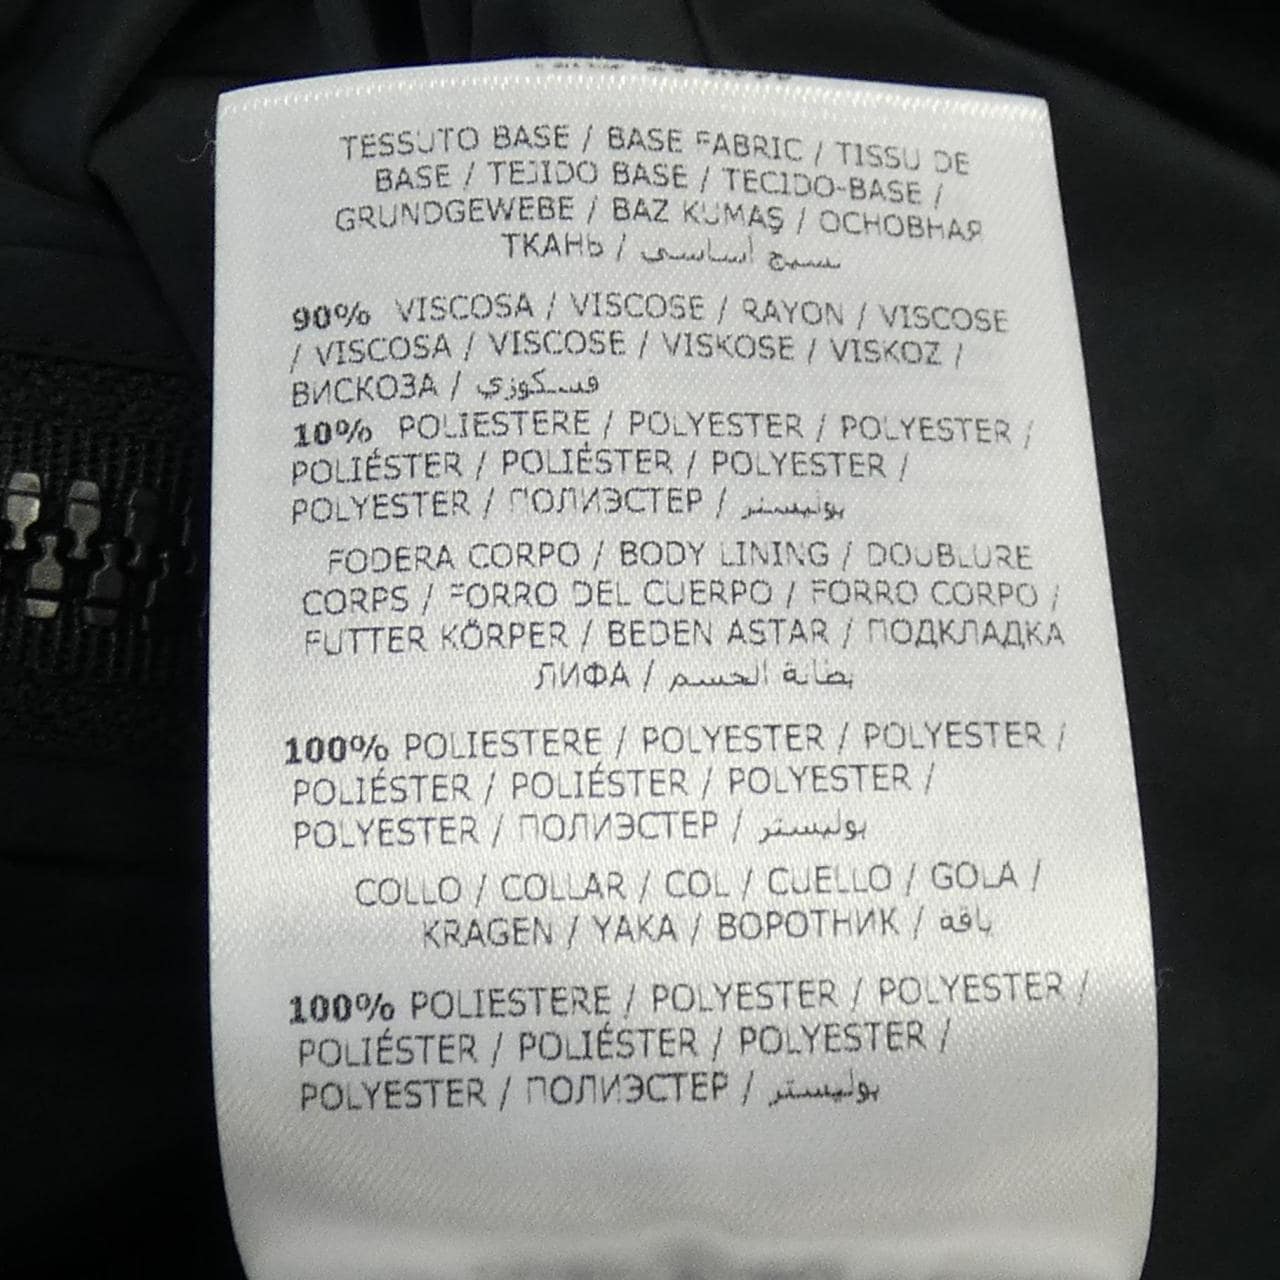 TESSUTO BASE / BASE FABRIC / TISSU DE
BASE / TEJIDO BASE / TECIDO-BASE /
GRUNDGEWEBE / BAZ KUMAŞ / ОСНОВНАЯ
ТКАНЬ / نسيج أساسي
90% VISCOSA / VISCOSE / RAYON / VISCOSE
/ VISCOSA / VISCOSE / VISKOSE / VISKOZ /
ВИСКОЗА / فسكوزي
10% POLIESTERE / POLYESTER / POLYESTER /
POLIÉSTER / POLIÉSTER / POLYESTER /
POLYESTER / ПОЛИЭСТЕР / بوليستر
FODERA CORPO / BODY LINING / DOUBLURE
CORPS / FORRO DEL CUERPO / FORRO CORPO /
FUTTER KÖRPER / BEDEN ASTAR / ПОДКЛАДКА
ЛИФА / بطانة الجسم
100% POLIESTERE / POLYESTER / POLYESTER /
POLIÉSTER / POLIÉSTER / POLYESTER /
POLYESTER / ПОЛИЭСТЕР / بوليستر
COLLO / COLLAR / COL / CUELLO / GOLA /
KRAGEN / YAKA / ВОРОТНИК / ياقة
100% POLIESTERE / POLYESTER / POLYESTER /
POLIÉSTER / POLIÉSTER / POLYESTER /
POLYESTER / ПОЛИЭСТЕР / بوليستر